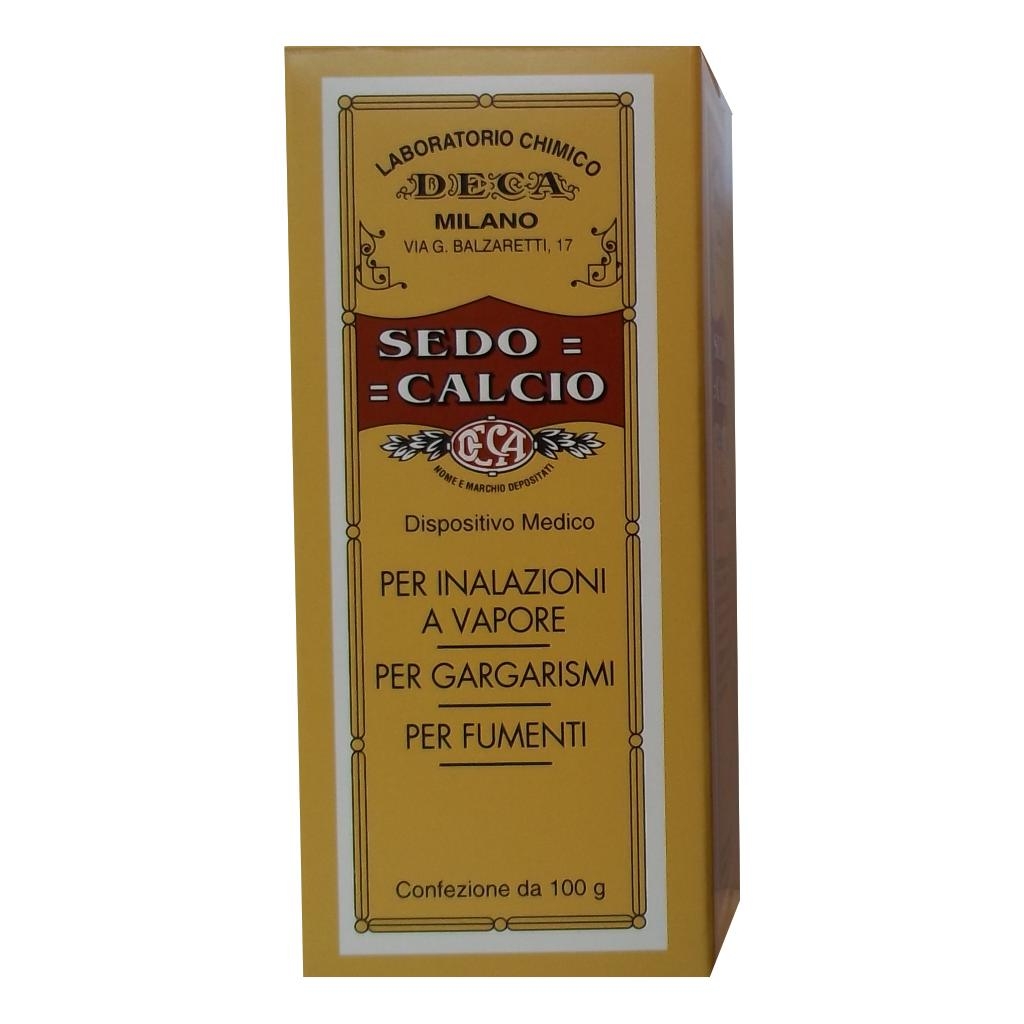 LABORATORIO CHIMICO
DECA
MILANO
VIA G. BALZARETTI, 17
SEDO =
= CALCIO
DECA
NOME E MARCHIO DEPOSITATI
Dispositivo Medico
PER INALAZIONI
A VAPORE
PER GARGARISMI
PER FUMENTI
Confezione da 100 g